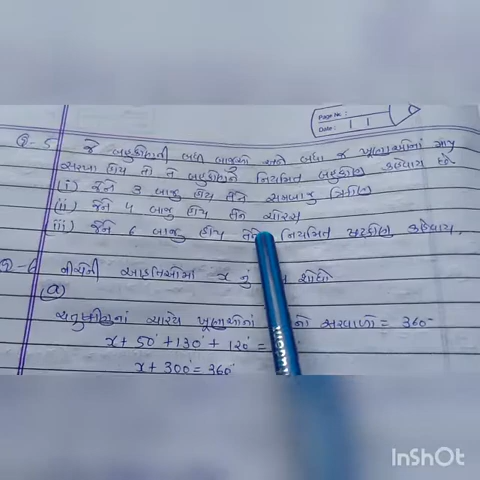 Page No :
Date :
Q-5 જે બહુકોણની બધી બાજુઓ અને બધા જ ખૂણાઓનાં માપ
સરખા હોય તો તે બહુકોણને નિયમિત બહુકોણ કહેવાય છે
(i) જેને 3 બાજુ હોય તેને સમબાજુ ત્રિકોણ
(ii) જેને 4 બાજુ હોય તેને ચોરસ
(iii) જેને 6 બાજુ હોય તેને નિયમિત ષટ્કોણ કહેવાય.
Q-6 નીચેની આકૃતિઓમાં x નું શોધો
(a)
ચતુષ્કોણનાં ચારેય ખૂણાઓનાં નો સરવાળો = 360°
x + 50° + 130° + 120° =
x + 300° = 360°
InShOt